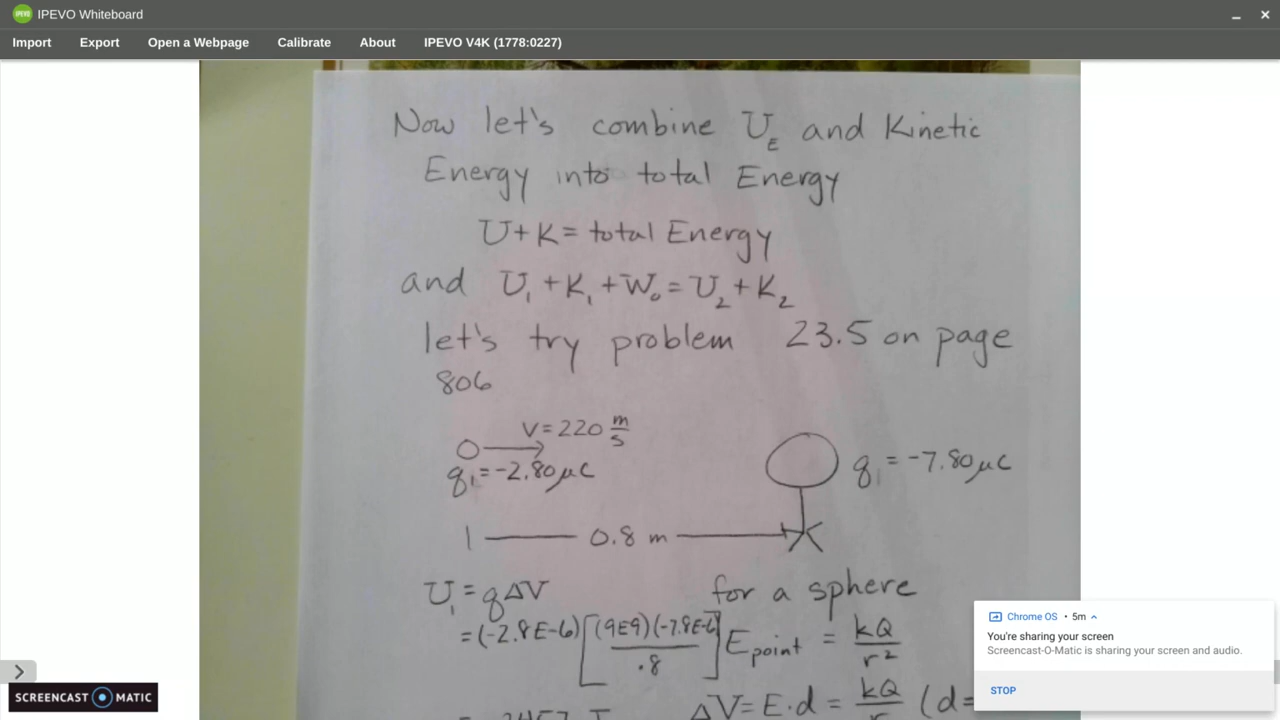 IPEVO IPEVO Whiteboard
Import Export Open a Webpage Calibrate About IPEVO V4K (1778:0227)
Now let's combine U_E and Kinetic
Energy into total Energy
U+K= total Energy
and U₁ +K₁ +W₀ = U₂ +K₂
let's try problem 23.5 on page
806
V=220 m/s
q₁=-2.80μC
q₁ = -7.80μC
0.8 m
U₁ = qΔV for a sphere
=(-2.8E-6)[(9E9)(-7.8E-6)/.8] E_point = kQ/r²
ΔV= E·d = kQ/r (d=
Chrome OS • 5m
You're sharing your screen
Screencast-O-Matic is sharing your screen and audio.
STOP
SCREENCAST O MATIC